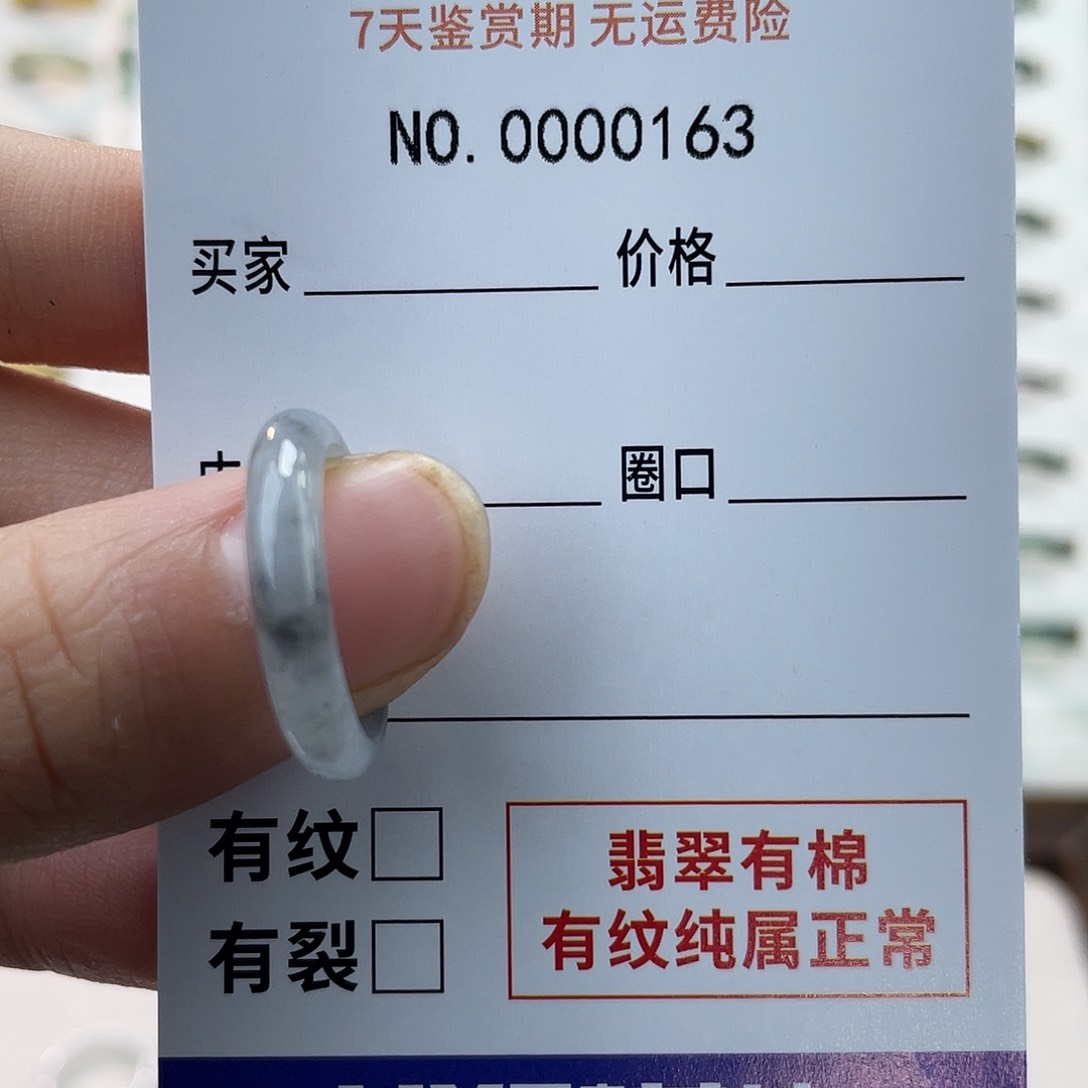 7天鉴赏期 无运费险
NO.0000163
买家 价格
圈口
有纹
有裂
翡翠有棉
有纹纯属正常